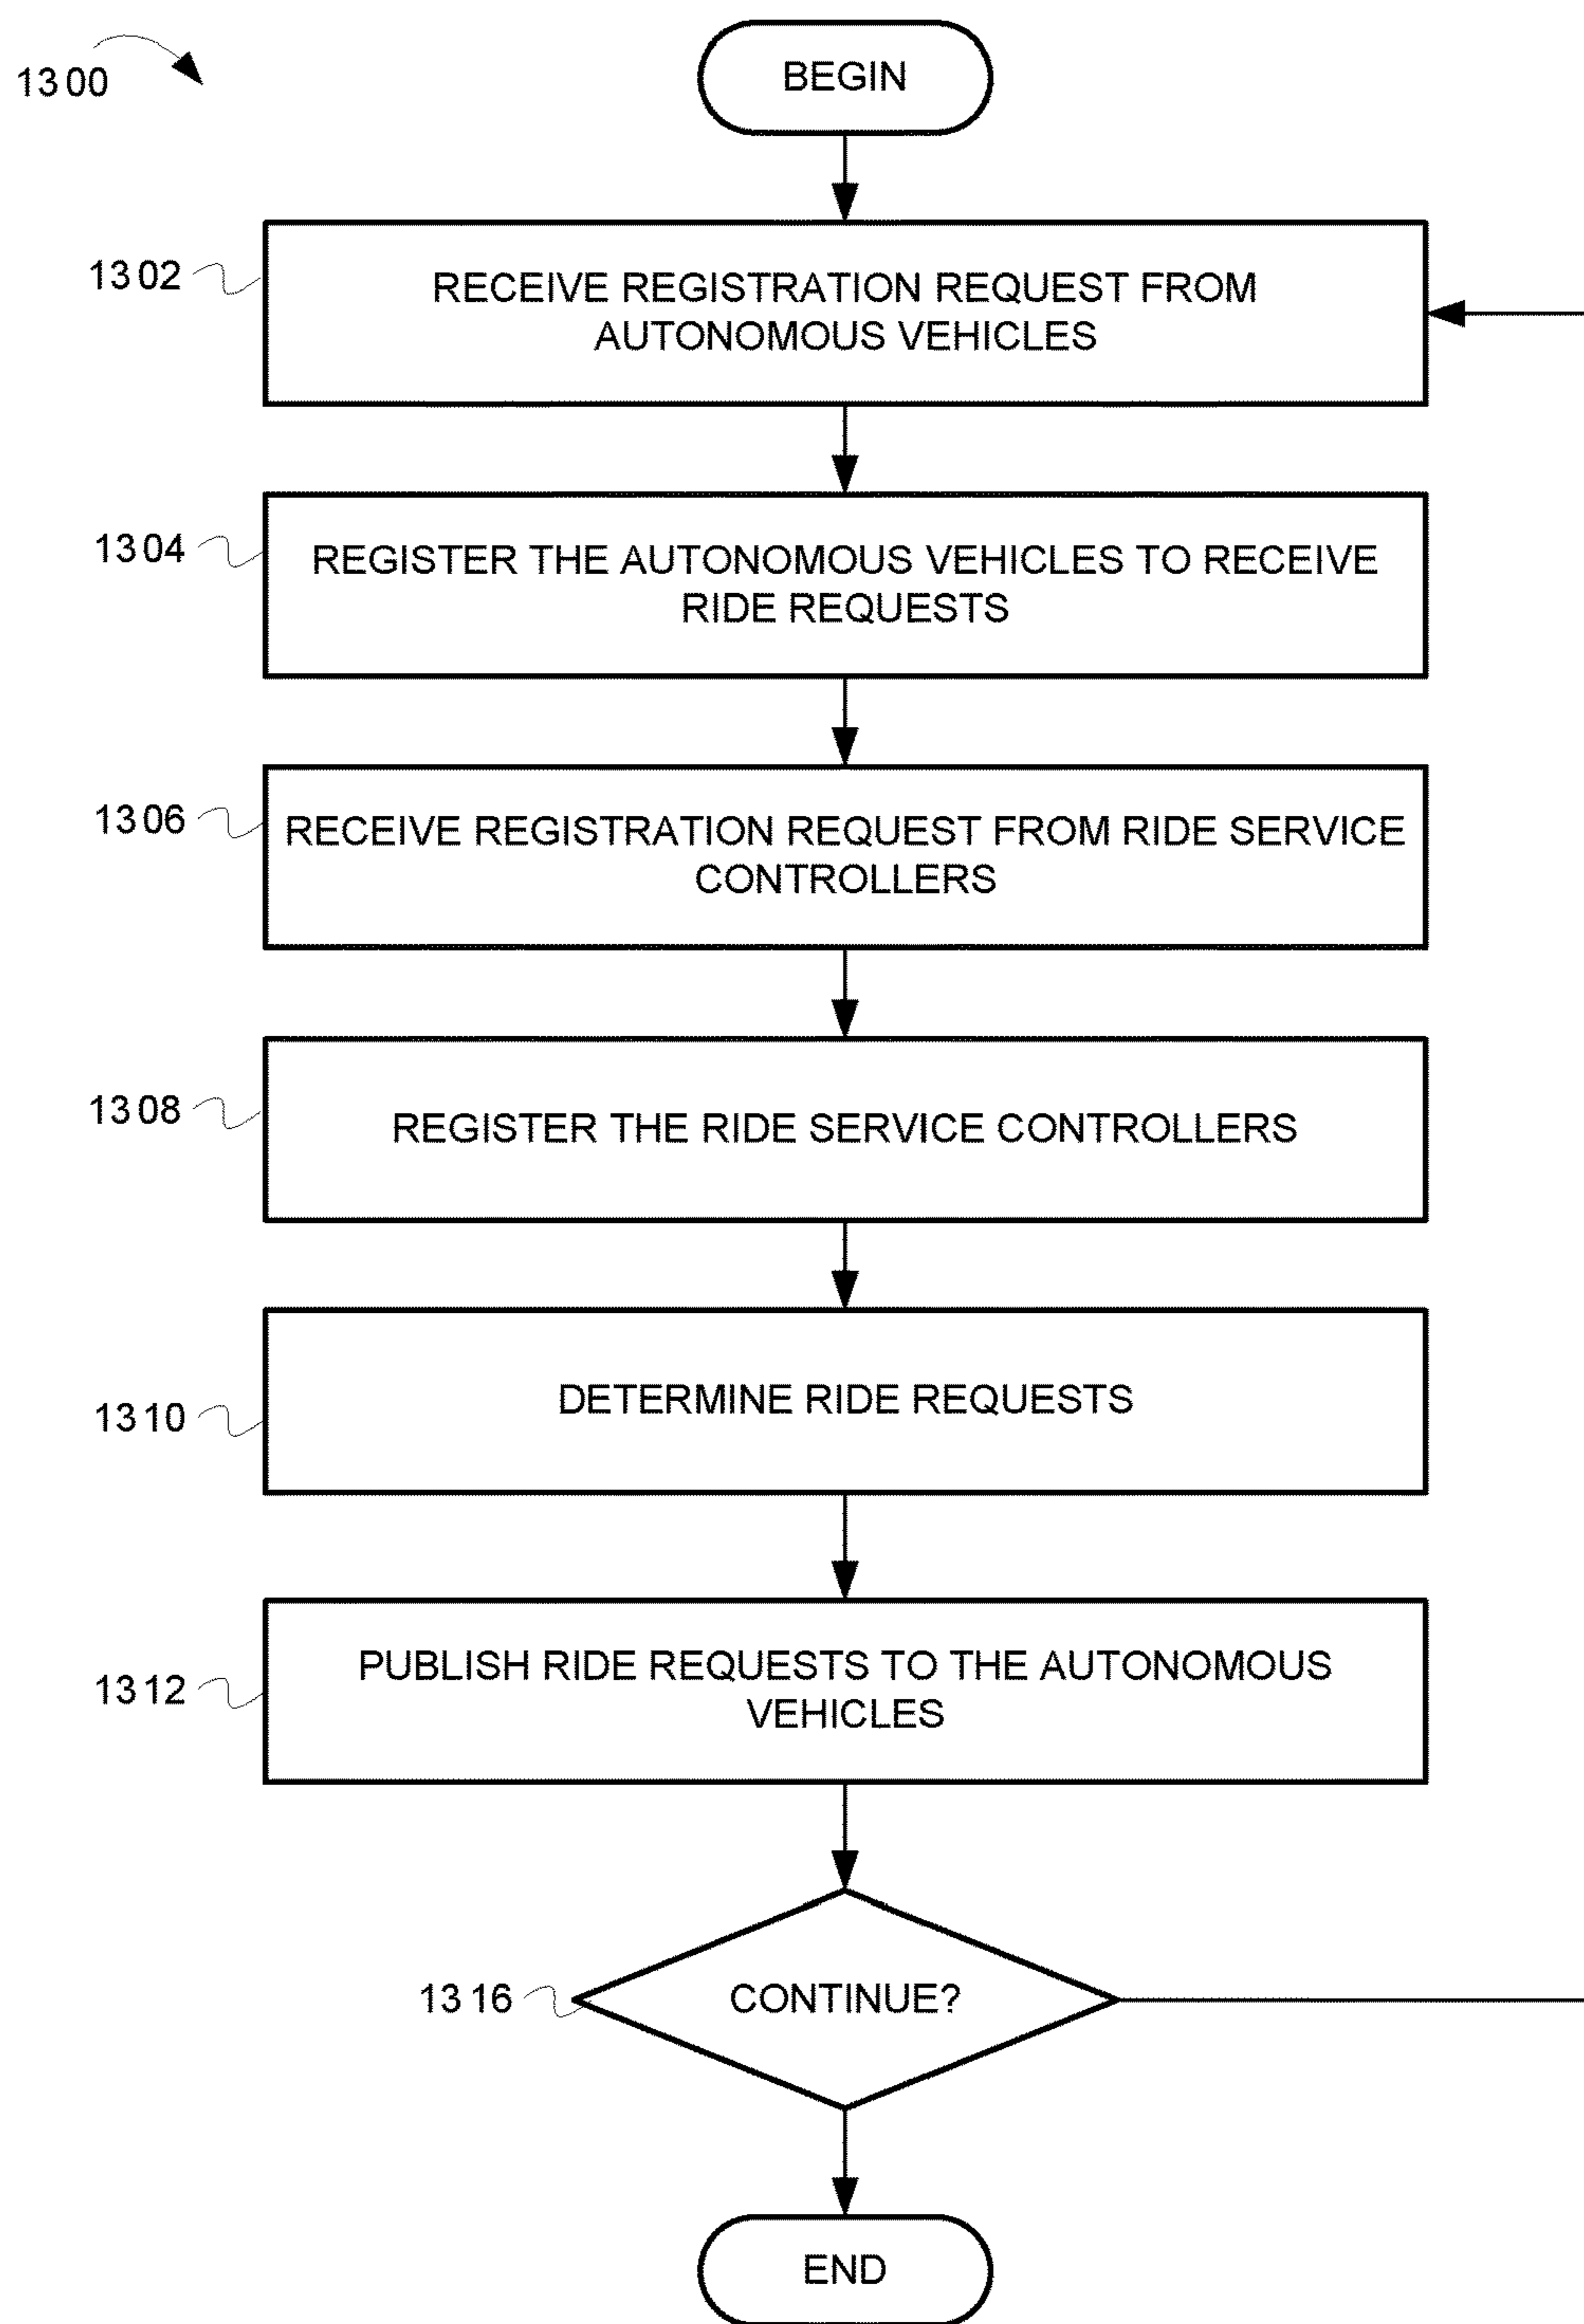 1300
BEGIN
1302
RECEIVE REGISTRATION REQUEST FROM
AUTONOMOUS VEHICLES
1304
REGISTER THE AUTONOMOUS VEHICLES TO RECEIVE
RIDE REQUESTS
1306
RECEIVE REGISTRATION REQUEST FROM RIDE SERVICE
CONTROLLERS
1308
REGISTER THE RIDE SERVICE CONTROLLERS
1310
DETERMINE RIDE REQUESTS
1312
PUBLISH RIDE REQUESTS TO THE AUTONOMOUS
VEHICLES
1316
CONTINUE?
END